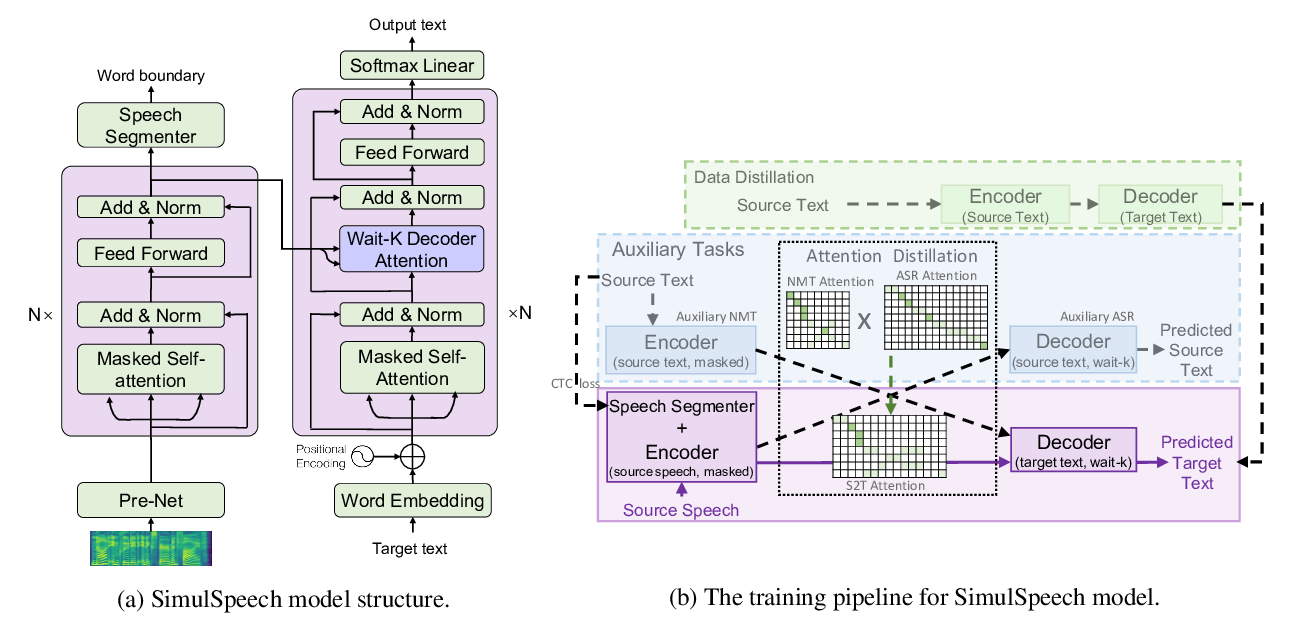 Output text
Softmax Linear
Add & Norm
Feed Forward
Add & Norm
Wait-K Decoder
Attention
Add & Norm
Masked Self-
Attention
×N
Positional
Encoding
Word Embedding
Target text
Word boundary
Speech
Segmenter
Add & Norm
Feed Forward
Add & Norm
N×
Masked Self-
attention
Pre-Net
(a) SimulSpeech model structure.
Data Distillation
Source Text
Encoder
(Source Text)
Decoder
(Target Text)
Auxiliary Tasks
Source Text
Auxiliary NMT
Encoder
(source text, masked)
Attention Distillation
NMT Attention
ASR Attention
X
Auxiliary ASR
Decoder
(source text, wait-k)
Predicted
Source
Text
CTC loss
Speech Segmenter
+
Encoder
(source speech, masked)
Source Speech
S2T Attention
Decoder
(target text, wait-k)
Predicted
Target
Text
(b) The training pipeline for SimulSpeech model.